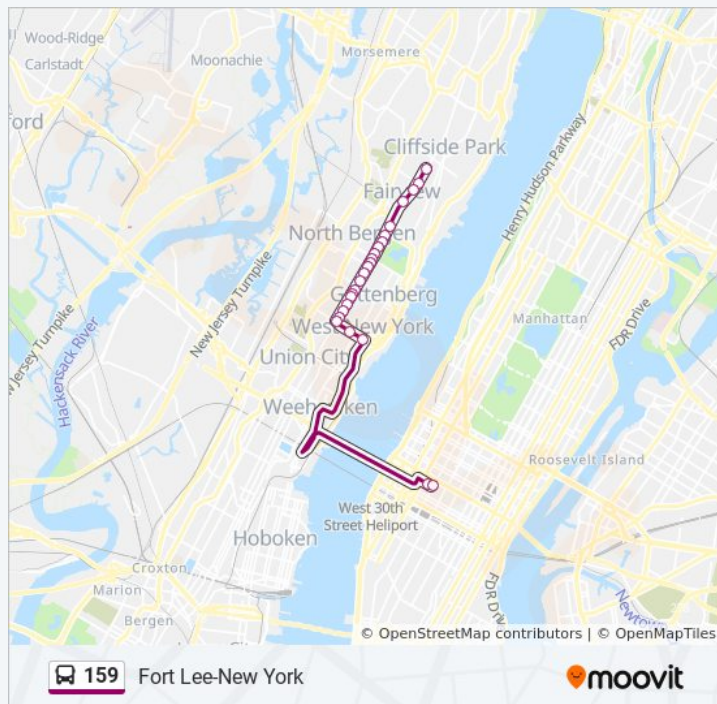 Wood-Ridge
Carlstadt
Moonachie
Morsemere
ford
Cliffside Park
Fairview
Henry Hudson Parkway
North Bergen
New Jersey Turnpike
Guttenberg
Manhattan
FDR Drive
West New York
New Jersey Turnpike
Hackensack River
Union City
Weehawken
Roosevelt Island
West 30th
Street Heliport
Hoboken
Croxton
Marion
Bergen
FDR Drive
Newtown
© OpenStreetMap contributors | © OpenMapTiles
159 Fort Lee-New York
moovit